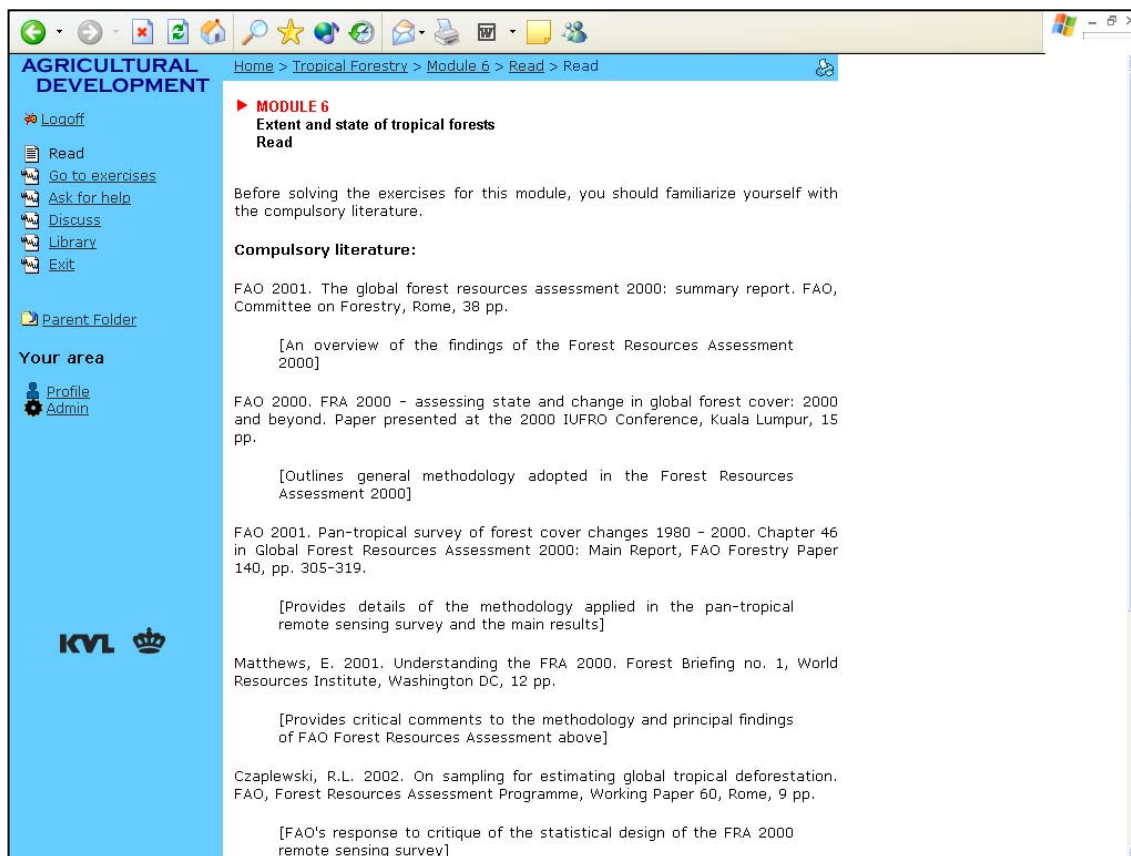 AGRICULTURAL
DEVELOPMENT
Logoff
Read
Go to exercises
Ask for help
Discuss
Library
Exit
Parent Folder
Your area
Profile
Admin
KVL
Home > Tropical Forestry > Module 6 > Read > Read
MODULE 6
Extent and state of tropical forests
Read
Before solving the exercises for this module, you should familiarize yourself with
the compulsory literature.
Compulsory literature:
FAO 2001. The global forest resources assessment 2000: summary report. FAO,
Committee on Forestry, Rome, 38 pp.
[An overview of the findings of the Forest Resources Assessment
2000]
FAO 2000. FRA 2000 - assessing state and change in global forest cover: 2000
and beyond. Paper presented at the 2000 IUFRO Conference, Kuala Lumpur, 15
pp.
[Outlines general methodology adopted in the Forest Resources
Assessment 2000]
FAO 2001. Pan-tropical survey of forest cover changes 1980 - 2000. Chapter 46
in Global Forest Resources Assessment 2000: Main Report, FAO Forestry Paper
140, pp. 305-319.
[Provides details of the methodology applied in the pan-tropical
remote sensing survey and the main results]
Matthews, E. 2001. Understanding the FRA 2000. Forest Briefing no. 1, World
Resources Institute, Washington DC, 12 pp.
[Provides critical comments to the methodology and principal findings
of FAO Forest Resources Assessment above]
Czaplewski, R.L. 2002. On sampling for estimating global tropical deforestation.
FAO, Forest Resources Assessment Programme, Working Paper 60, Rome, 9 pp.
[FAO's response to critique of the statistical design of the FRA 2000
remote sensing survey]